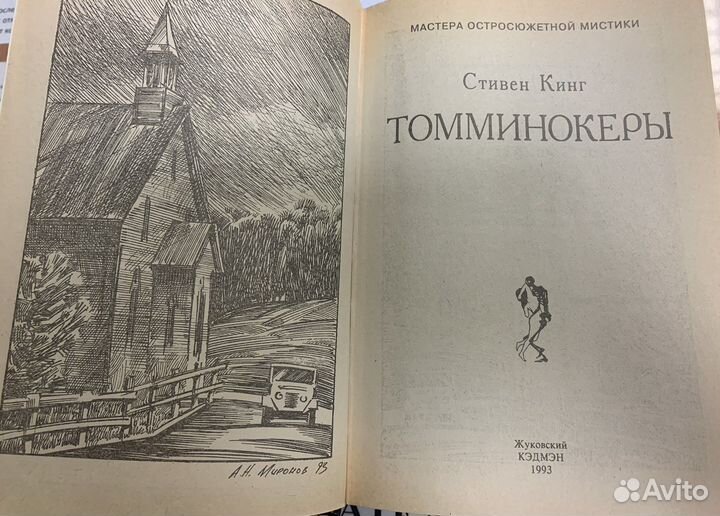 А.Н. Миронов 93
МАСТЕРА ОСТРОСЮЖЕТНОЙ МИСТИКИ
Стивен Кинг
ТОММИНОКЕРЫ
Жуковский
КЭДМЭН
1993
Avito